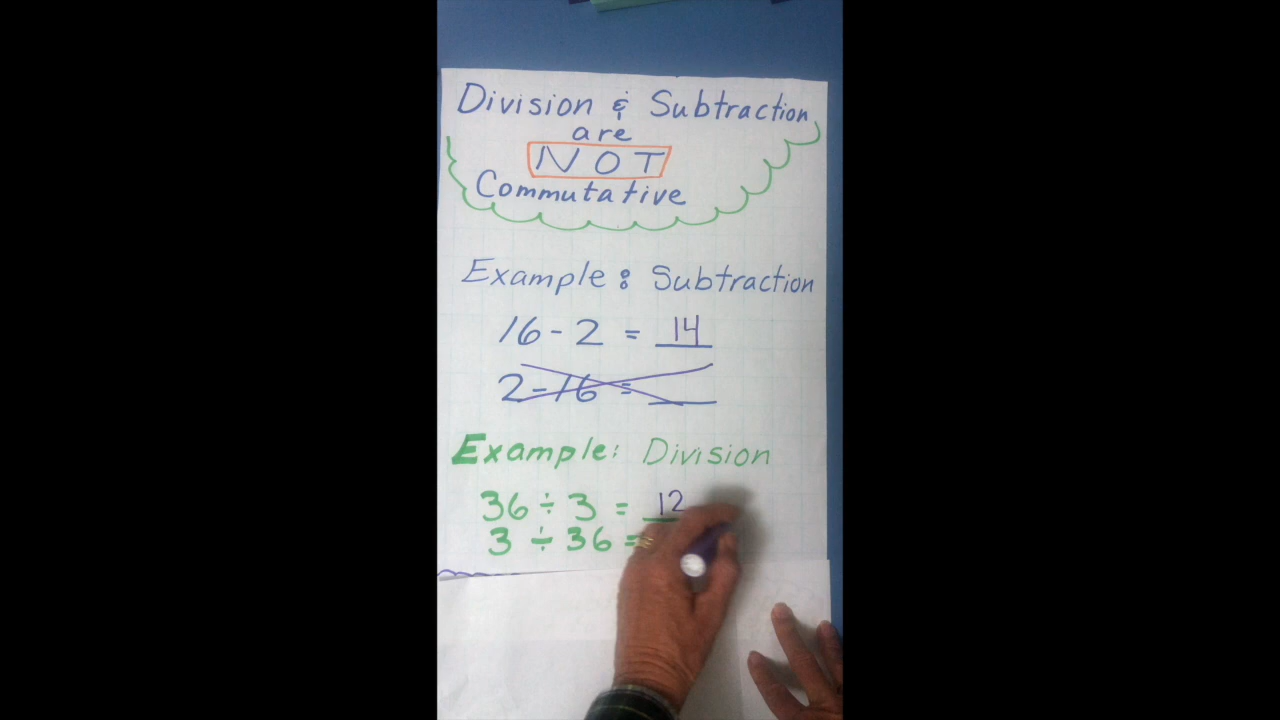 Division & Subtraction
are
NOT
Commutative
Example: Subtraction
16 - 2 = 14
2 - 16 =
Example: Division
36 ÷ 3 = 12
3 ÷ 36 =